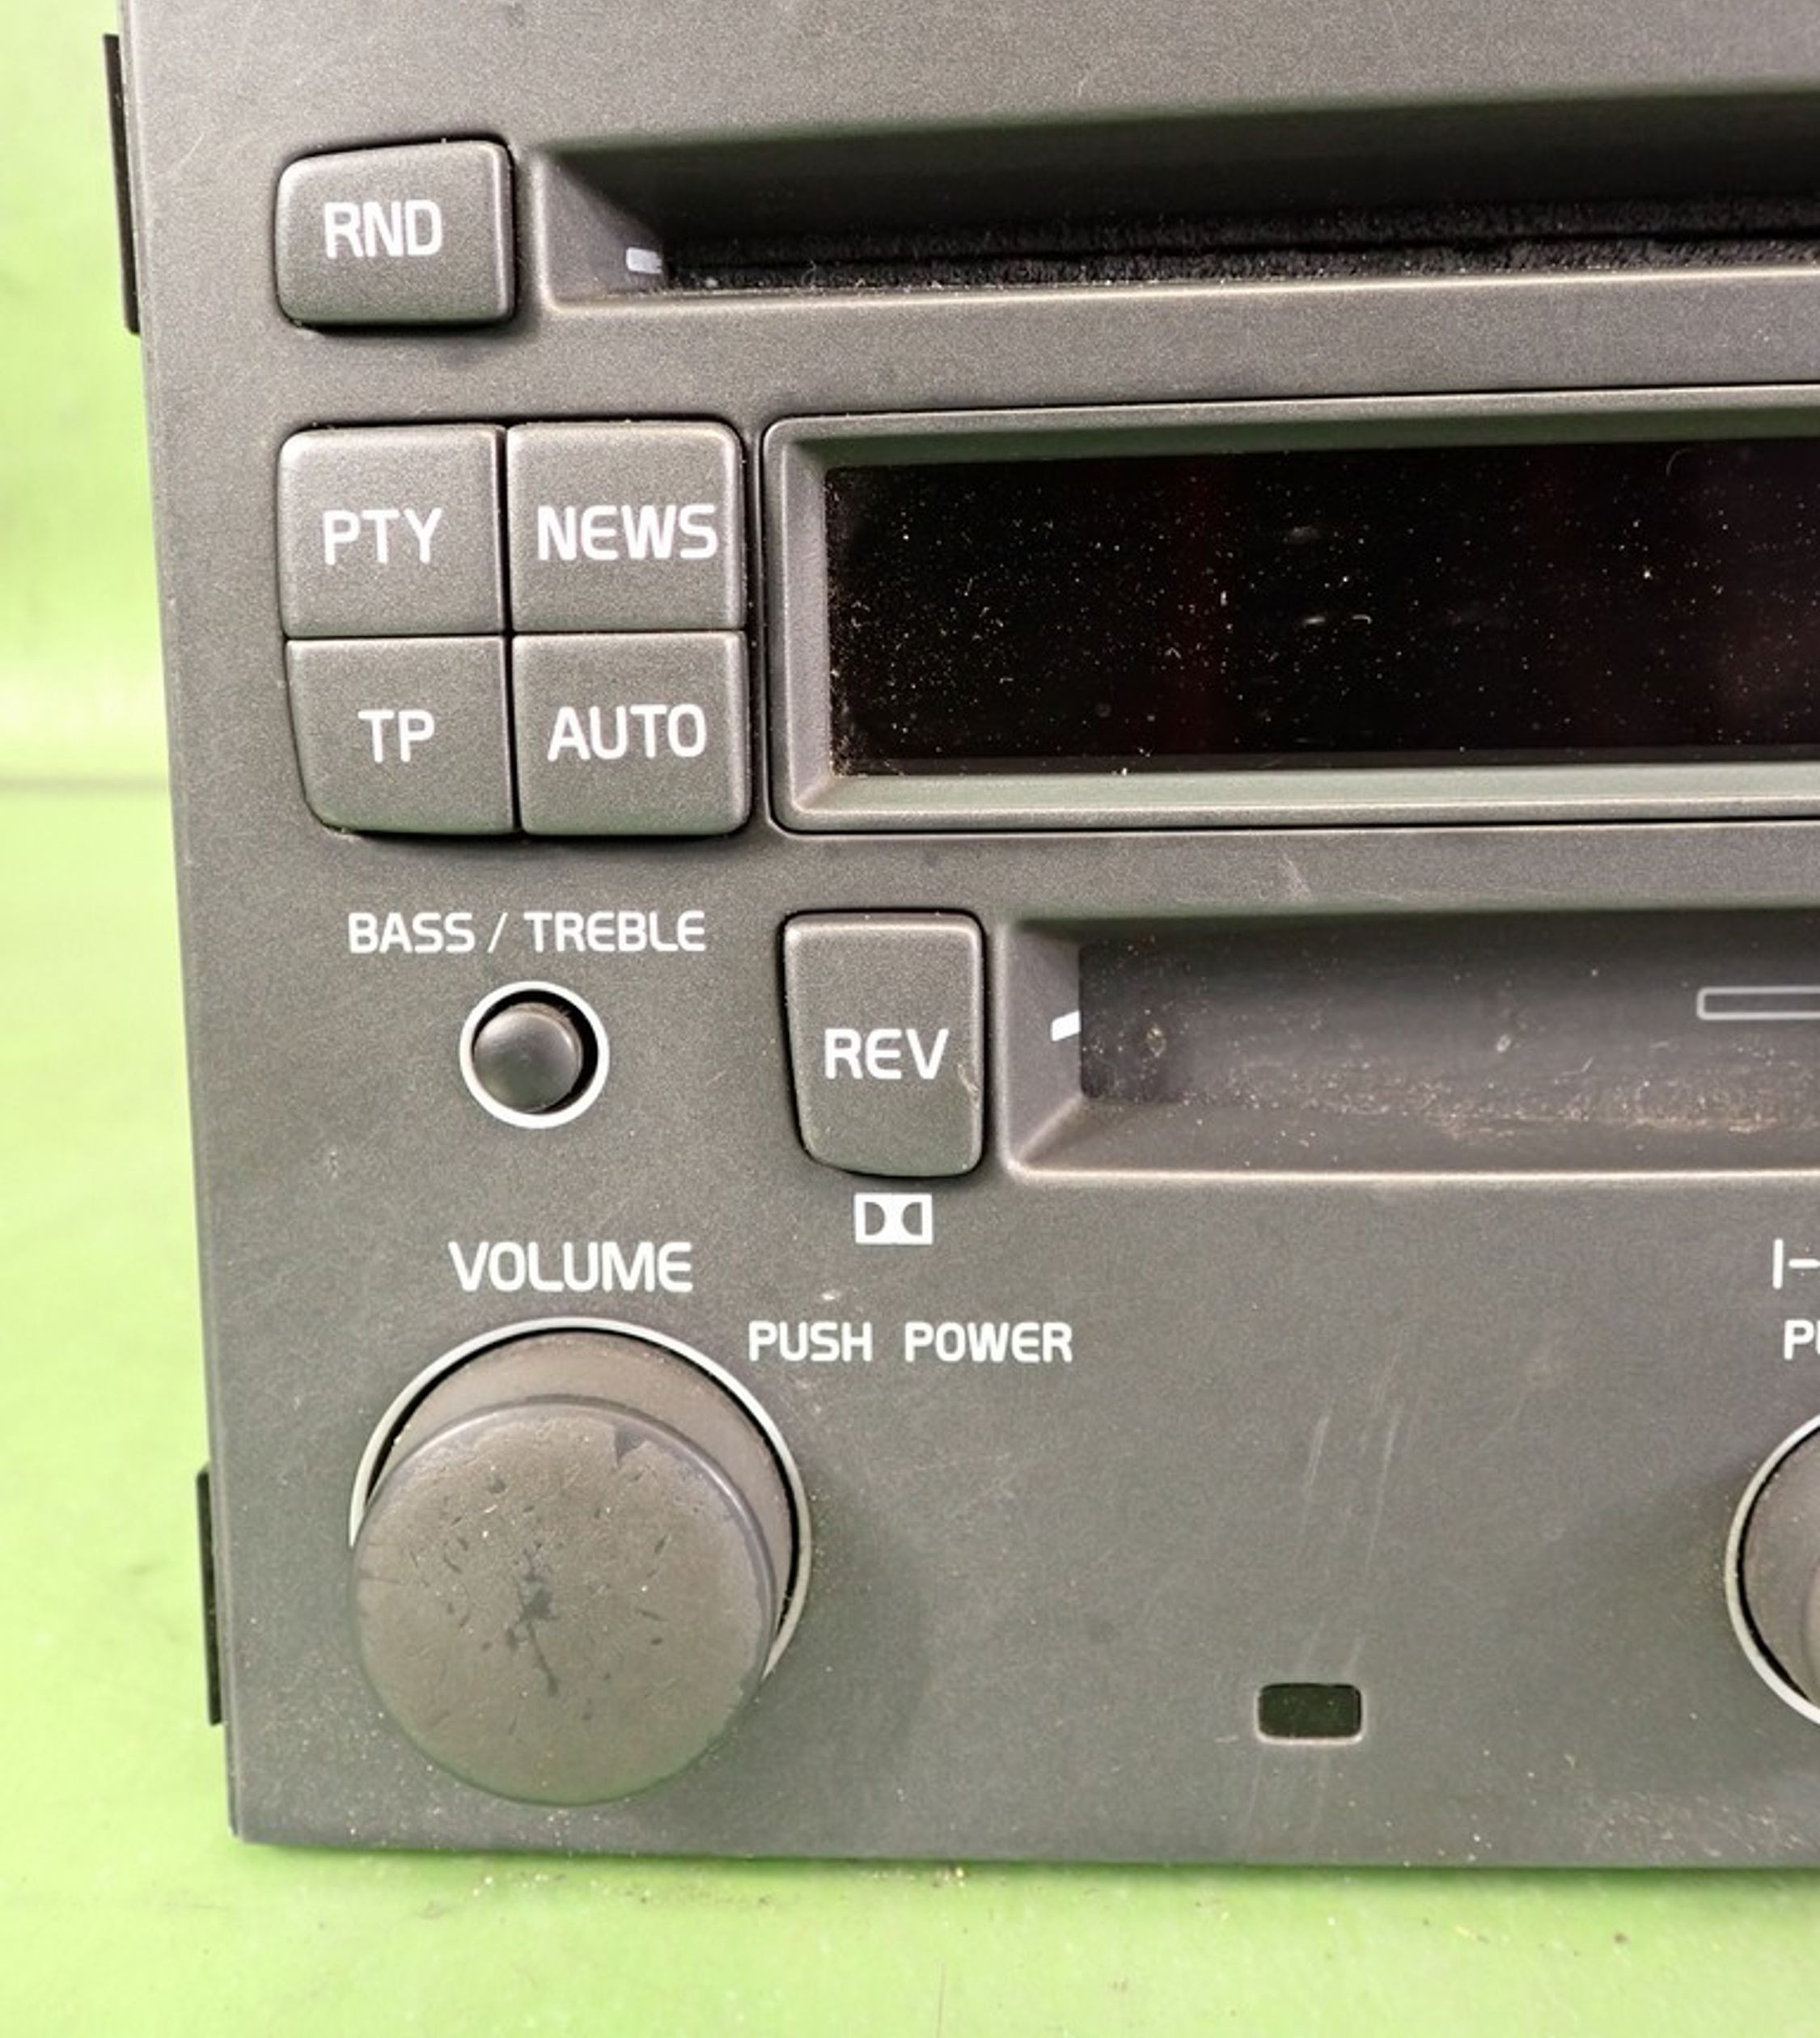 RND
PTY NEWS
TP AUTO
BASS / TREBLE
REV
VOLUME
PUSH POWER